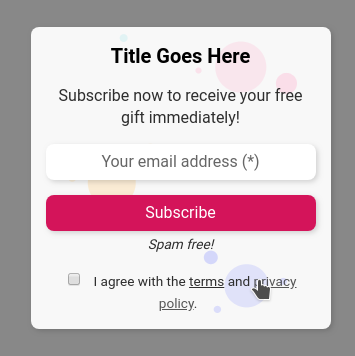 Title Goes Here
Subscribe now to receive your free
gift immediately!
Your email address (*)
Subscribe
Spam free!
I agree with the terms and privacy
policy.